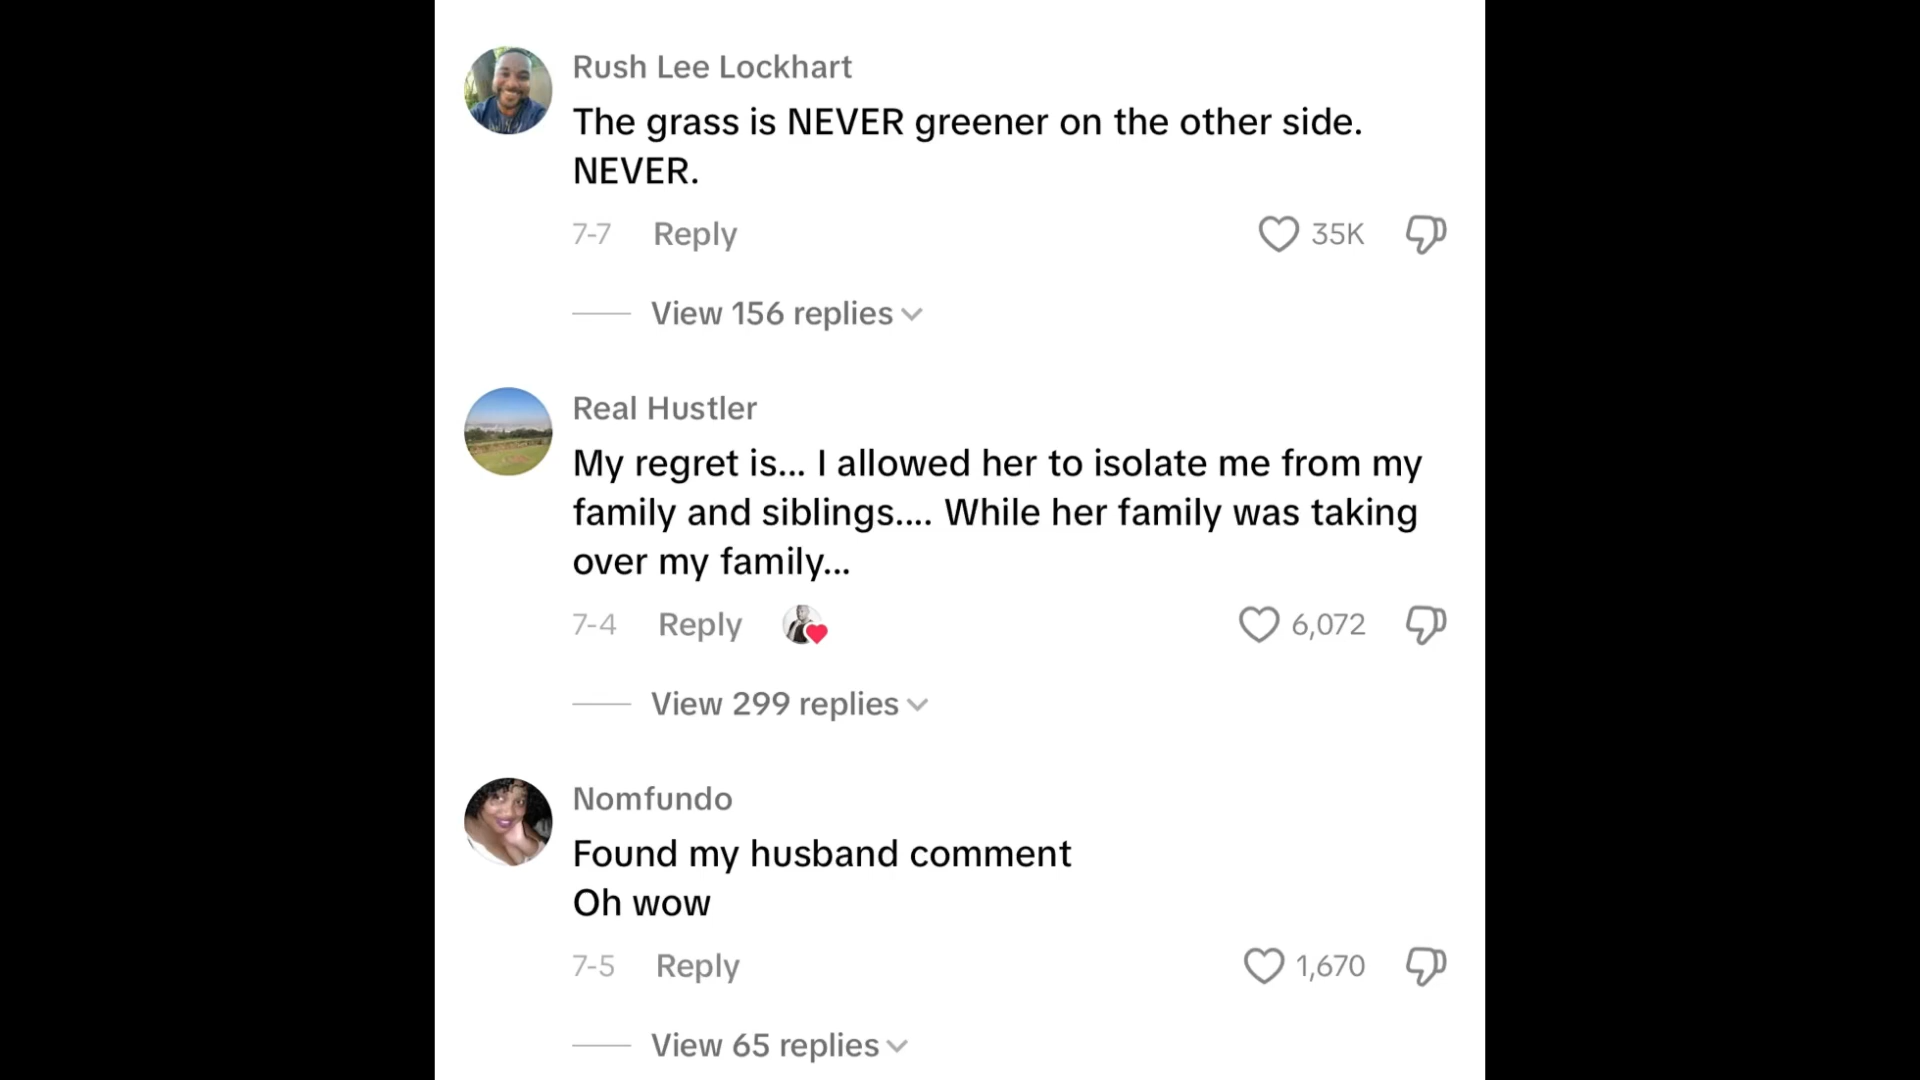 Rush Lee Lockhart
The grass is NEVER greener on the other side.
NEVER.
7-7 Reply 35K
View 156 replies
Real Hustler
My regret is... I allowed her to isolate me from my
family and siblings.... While her family was taking
over my family...
7-4 Reply 6,072
View 299 replies
Nomfundo
Found my husband comment
Oh wow
7-5 Reply 1,670
View 65 replies